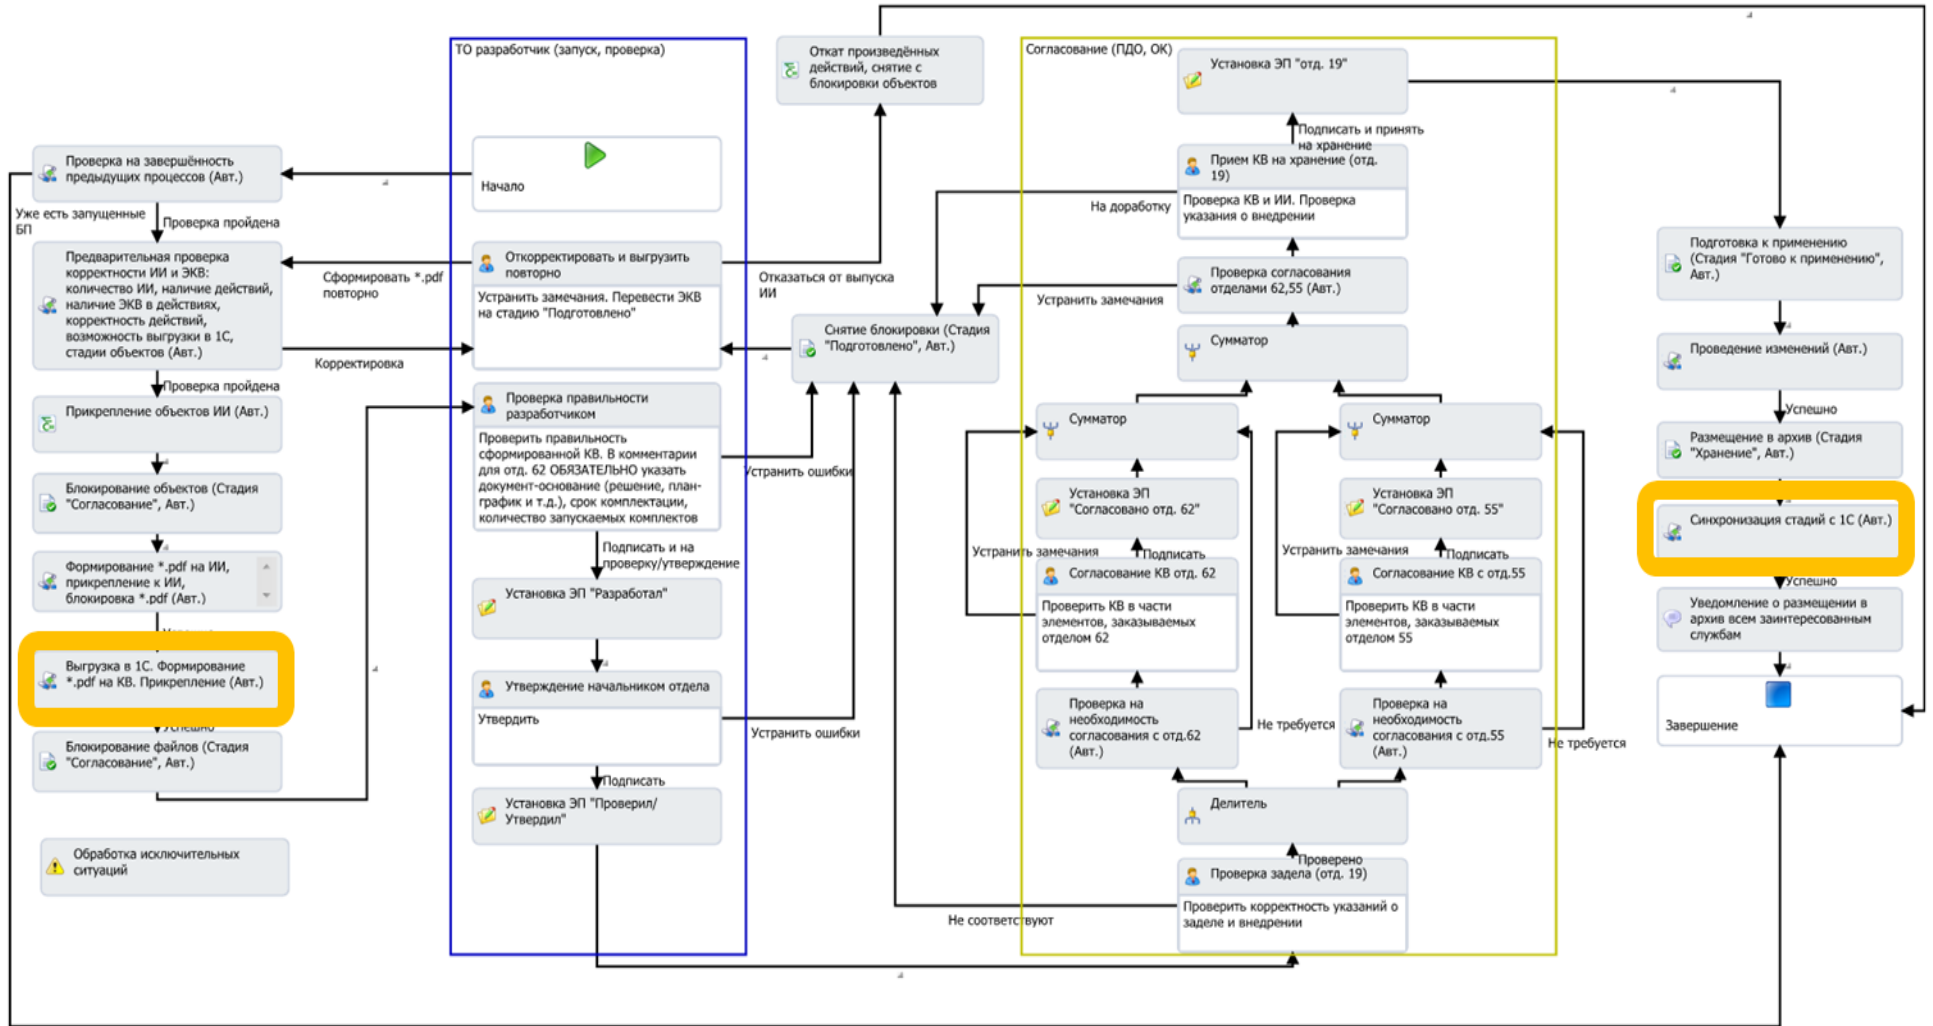 Проверка на завершённость
предыдущих процессов (Авт.)
Уже есть запущенные
БП
Проверка пройдена
Предварительная проверка
корректности ИИ и ЭКВ:
количество ИИ, наличие действий,
наличие ЭКВ в действиях,
корректность действий,
возможность выгрузки в 1С,
стадии объектов (Авт.)
Проверка пройдена
Прикрепление объектов ИИ (Авт.)
Блокирование объектов (Стадия
"Согласование", Авт.)
Формирование *.pdf на ИИ,
прикрепление к ИИ,
блокировка *.pdf (Авт.)
Выгрузка в 1С. Формирование
*.pdf на КВ. Прикрепление (Авт.)
Успешно
Блокирование файлов (Стадия
"Согласование", Авт.)
Обработка исключительных
ситуаций
Сформировать *.pdf
повторно
Корректировка
ТО разработчик (запуск, проверка)
Начало
Откорректировать и выгрузить
повторно
Устранить замечания. Перевести ЭКВ
на стадию "Подготовлено"
Проверка правильности
разработчиком
Проверить правильность
сформированной КВ. В комментарии
для отд. 62 ОБЯЗАТЕЛЬНО указать
документ-основание (решение, план-
график и т.д.), срок комплектации,
количество запускаемых комплектов
Подписать и на
проверку/утверждение
Установка ЭП "Разработал"
Утверждение начальником отдела
Утвердить
Подписать
Установка ЭП "Проверил/
Утвердил"
Откат произведённых
действий, снятие с
блокировки объектов
Отказаться от выпуска
ИИ
Снятие блокировки (Стадия
"Подготовлено", Авт.)
Устранить ошибки
Устранить ошибки
Не соответствуют
Согласование (ПДО, ОК)
Установка ЭП "отд. 19"
Подписать и принять
на хранение
Прием КВ на хранение (отд.
19)
Проверка КВ и ИИ. Проверка
указания о внедрении
На доработку
Проверка согласования
отделами 62,55 (Авт.)
Устранить замечания
Сумматор
Сумматор
Сумматор
Установка ЭП
"Согласовано отд. 62"
Установка ЭП
"Согласовано отд. 55"
Устранить замечания
Подписать
Устранить замечания
Подписать
Согласование КВ отд. 62
Проверить КВ в части
элементов, заказываемых
отделом 62
Согласование КВ с отд.55
Проверить КВ в части
элементов, заказываемых
отделом 55
Проверка на
необходимость
согласования с отд.62
(Авт.)
Не требуется
Проверка на
необходимость
согласования с отд.55
(Авт.)
Не требуется
Делитель
Проверено
Проверка задела (отд. 19)
Проверить корректность указаний о
заделе и внедрении
Подготовка к применению
(Стадия "Готово к применению",
Авт.)
Проведение изменений (Авт.)
Успешно
Размещение в архив (Стадия
"Хранение", Авт.)
Синхронизация стадий с 1С (Авт.)
Успешно
Уведомление о размещении в
архив всем заинтересованным
службам
Завершение